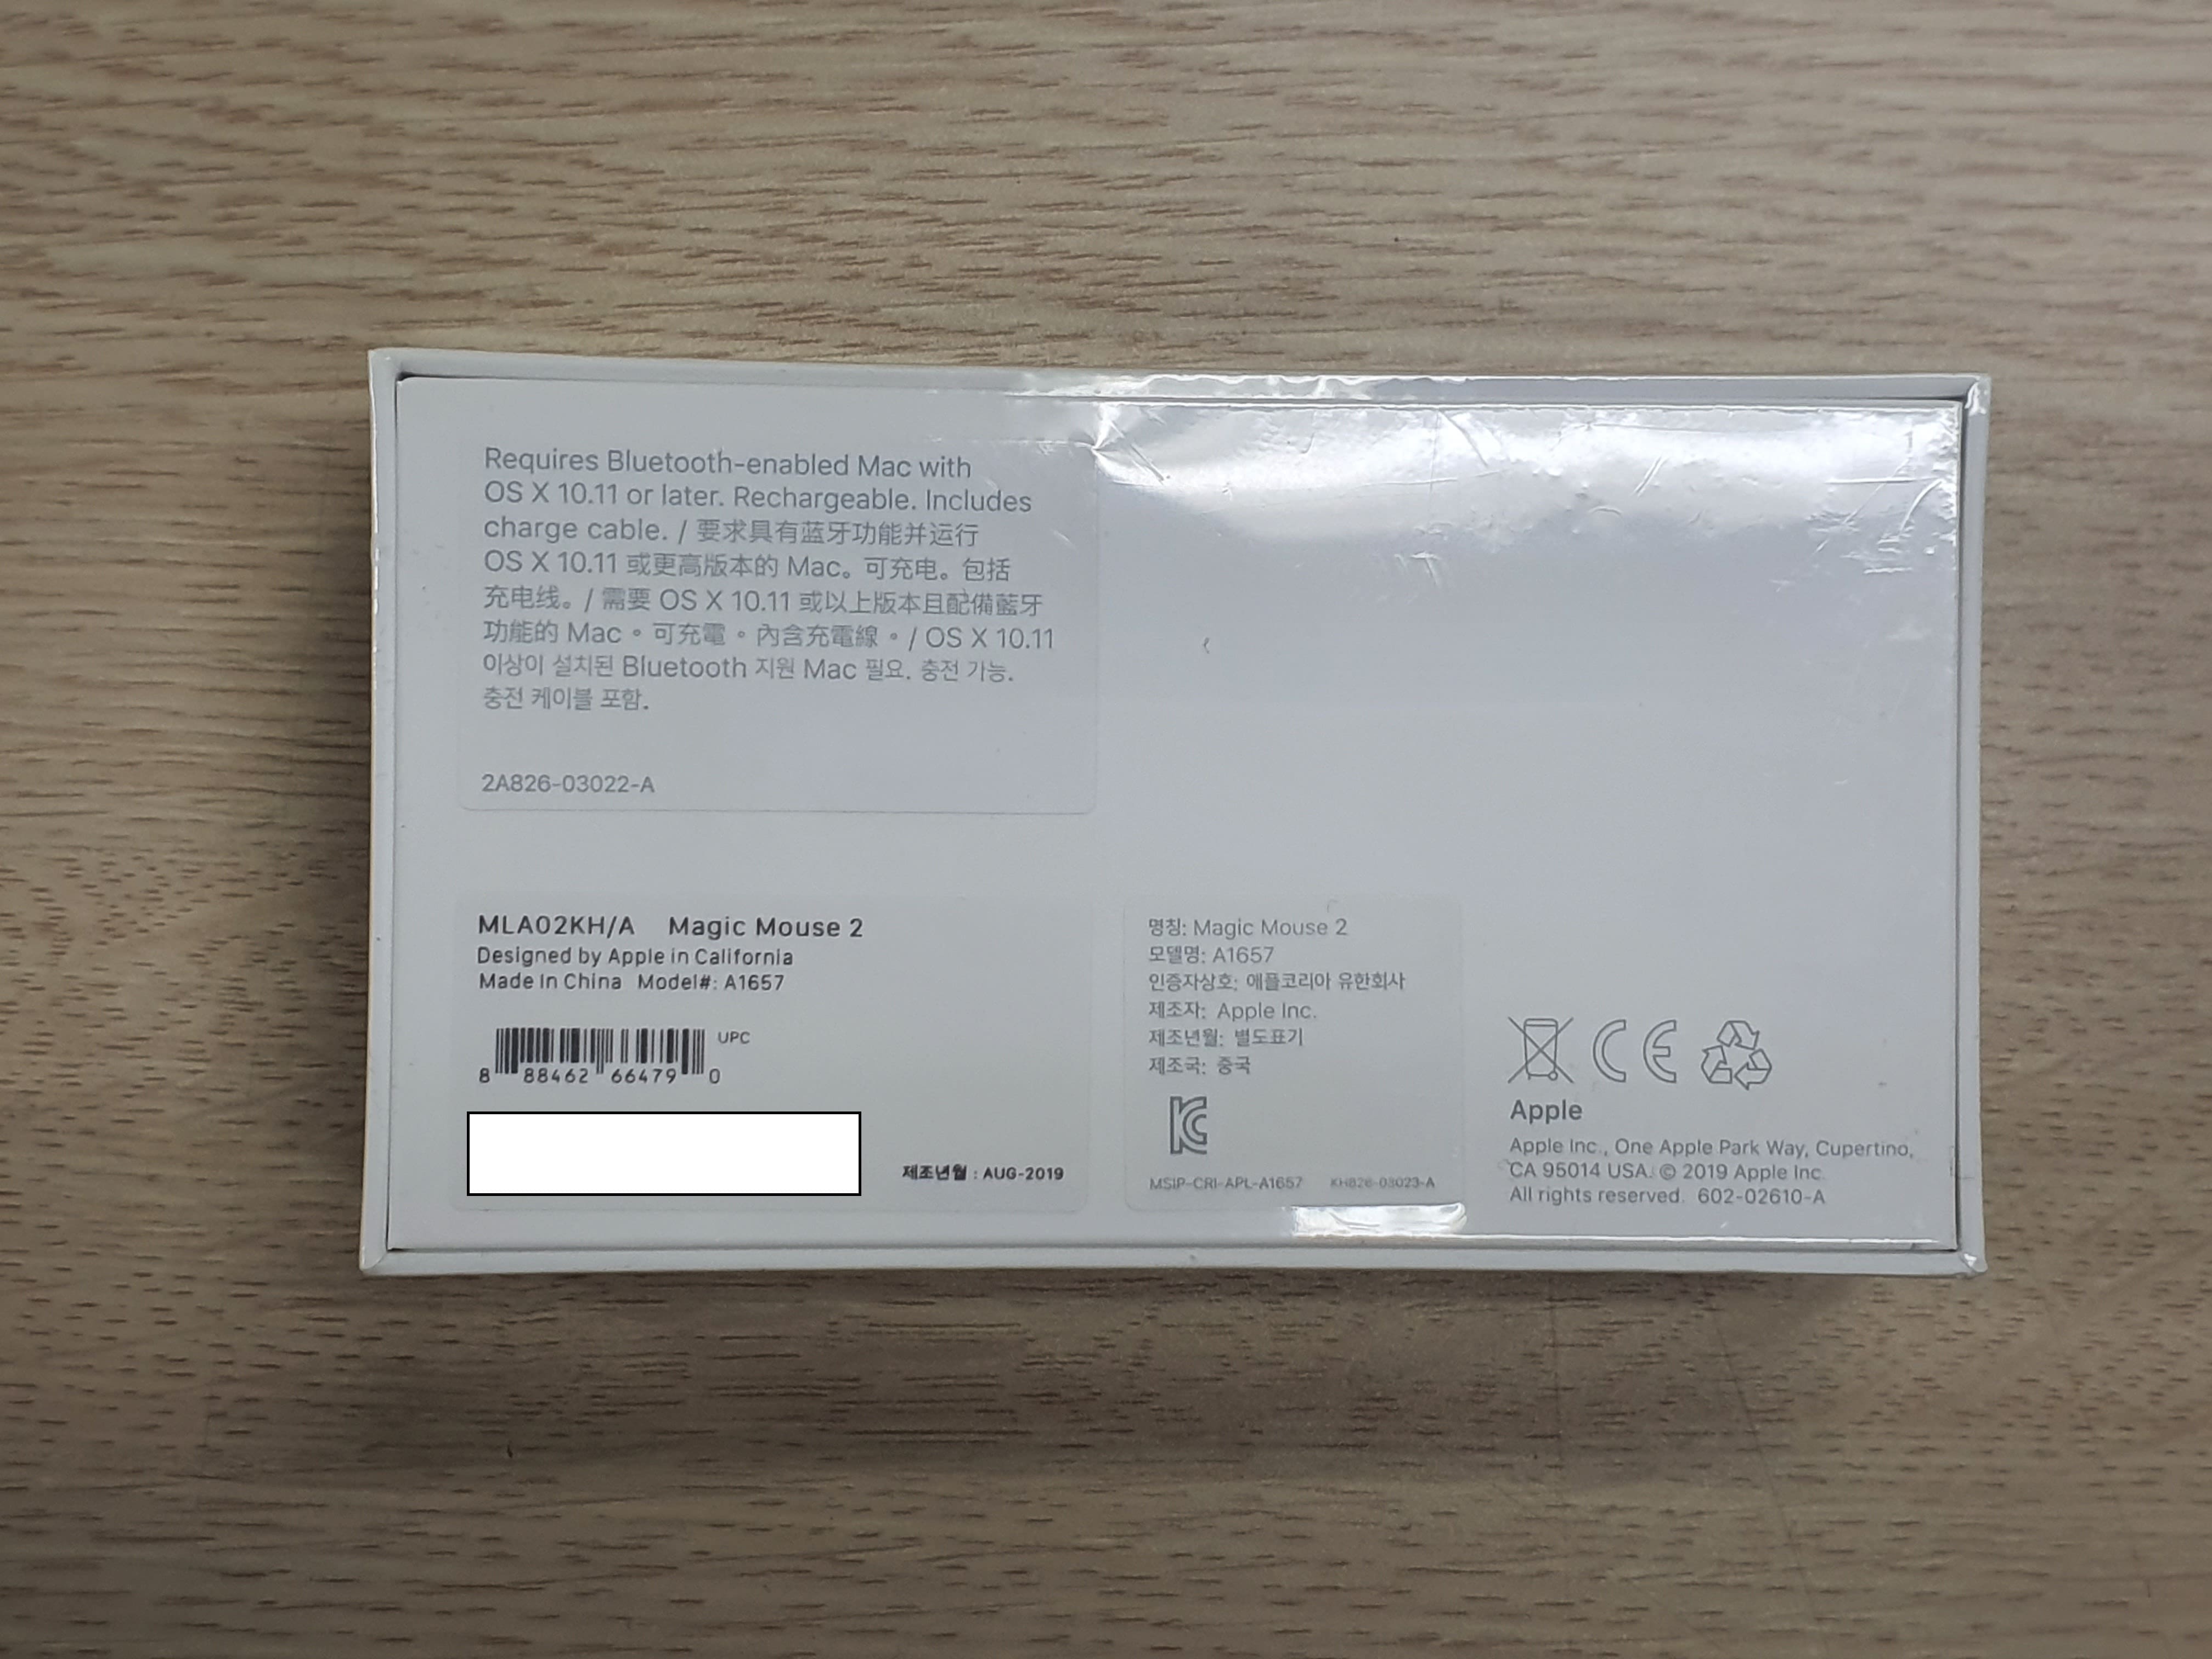 Requires Bluetooth-enabled Mac with
OS X 10.11 or later. Rechargeable. Includes
charge cable. / 要求具有蓝牙功能并运行
OS X 10.11 或更高版本的 Mac。可充电。包括
充电线。/ 需要 OS X 10.11 或以上版本且配備藍牙
功能的 Mac。可充電。內含充電線。/ OS X 10.11
이상이 설치된 Bluetooth 지원 Mac 필요. 충전 가능.
충전 케이블 포함.
2A826-03022-A
MLA02KH/A Magic Mouse 2
Designed by Apple in California
Made In China Model#: A1657
UPC
8 88462 66479 0
제조년월 : AUG-2019
명칭: Magic Mouse 2
모델명: A1657
인증자상호: 애플코리아 유한회사
제조자: Apple Inc.
제조년월: 별도표기
제조국: 중국
KC
MSIP-CRI-APL-A1657 KH826-03023-A
CE
Apple
Apple Inc., One Apple Park Way, Cupertino,
CA 95014 USA. © 2019 Apple Inc.
All rights reserved. 602-02610-A